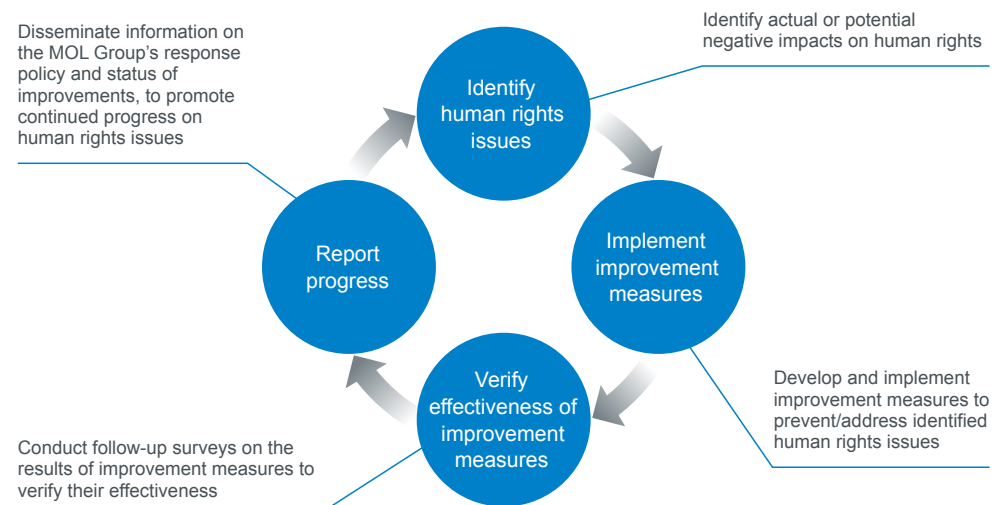 Disseminate information on
the MOL Group's response
policy and status of
improvements, to promote
continued progress on
human rights issues
Identify actual or potential
negative impacts on human rights
Identify
human rights
issues
Report
progress
Implement
improvement
measures
Verify
effectiveness of
improvement
measures
Develop and implement
improvement measures to
prevent/address identified
human rights issues
Conduct follow-up surveys on the
results of improvement measures to
verify their effectiveness